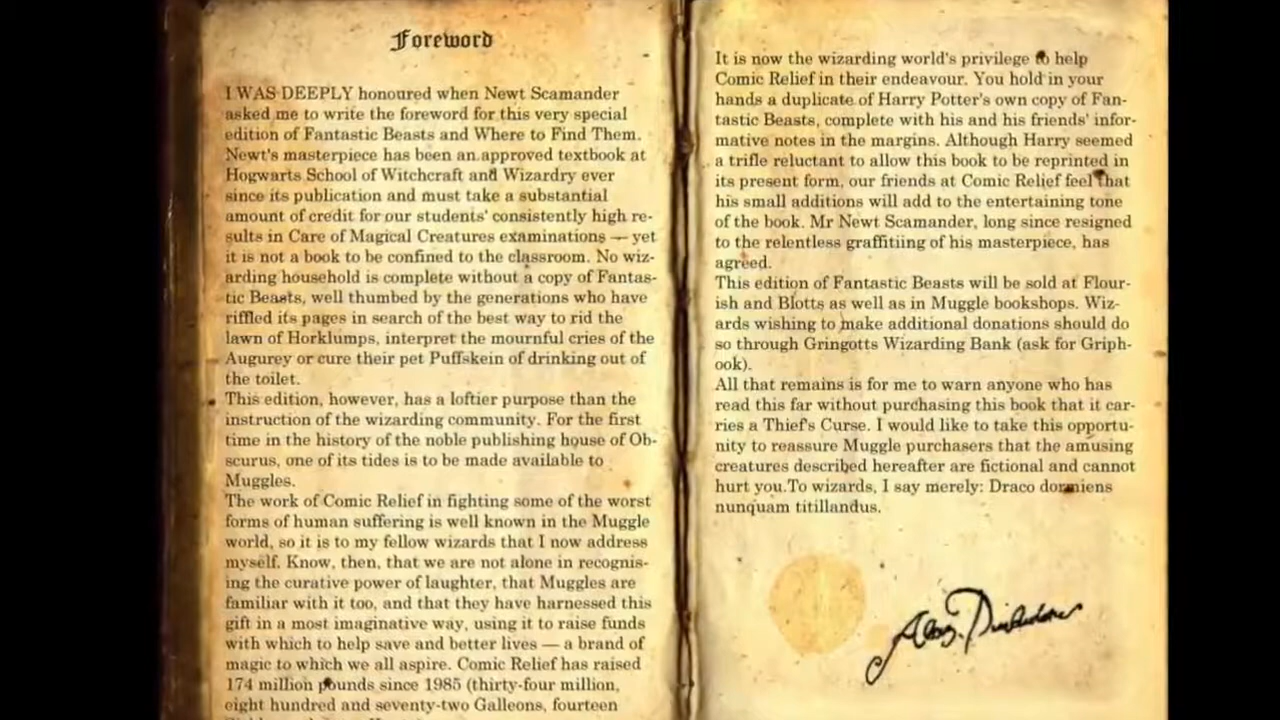 Foreword
I WAS DEEPLY honoured when Newt Scamander
asked me to write the foreword for this very special
edition of Fantastic Beasts and Where to Find Them.
Newt's masterpiece has been an approved textbook at
Hogwarts School of Witchcraft and Wizardry ever
since its publication and must take a substantial
amount of credit for our students' consistently high re-
sults in Care of Magical Creatures examinations — yet
it is not a book to be confined to the classroom. No wiz-
arding household is complete without a copy of Fantas-
tic Beasts, well thumbed by the generations who have
riffled its pages in search of the best way to rid the
lawn of Horklumps, interpret the mournful cries of the
Augurey or cure their pet Puffskein of drinking out of
the toilet.
This edition, however, has a loftier purpose than the
instruction of the wizarding community. For the first
time in the history of the noble publishing house of Ob-
scurus, one of its tides is to be made available to
Muggles.
The work of Comic Relief in fighting some of the worst
forms of human suffering is well known in the Muggle
world, so it is to my fellow wizards that I now address
myself. Know, then, that we are not alone in recognis-
ing the curative power of laughter, that Muggles are
familiar with it too, and that they have harnessed this
gift in a most imaginative way, using it to raise funds
with which to help save and better lives — a brand of
magic to which we all aspire. Comic Relief has raised
174 million pounds since 1985 (thirty-four million,
eight hundred and seventy-two Galleons, fourteen
It is now the wizarding world's privilege to help
Comic Relief in their endeavour. You hold in your
hands a duplicate of Harry Potter's own copy of Fan-
tastic Beasts, complete with his and his friends' infor-
mative notes in the margins. Although Harry seemed
a trifle reluctant to allow this book to be reprinted in
its present form, our friends at Comic Relief feel that
his small additions will add to the entertaining tone
of the book. Mr Newt Scamander, long since resigned
to the relentless graffitiing of his masterpiece, has
agreed.
This edition of Fantastic Beasts will be sold at Flour-
ish and Blotts as well as in Muggle bookshops. Wiz-
ards wishing to make additional donations should do
so through Gringotts Wizarding Bank (ask for Griph-
ook).
All that remains is for me to warn anyone who has
read this far without purchasing this book that it car-
ries a Thief's Curse. I would like to take this opportu-
nity to reassure Muggle purchasers that the amusing
creatures described hereafter are fictional and cannot
hurt you.To wizards, I say merely: Draco dormiens
nunquam titillandus.